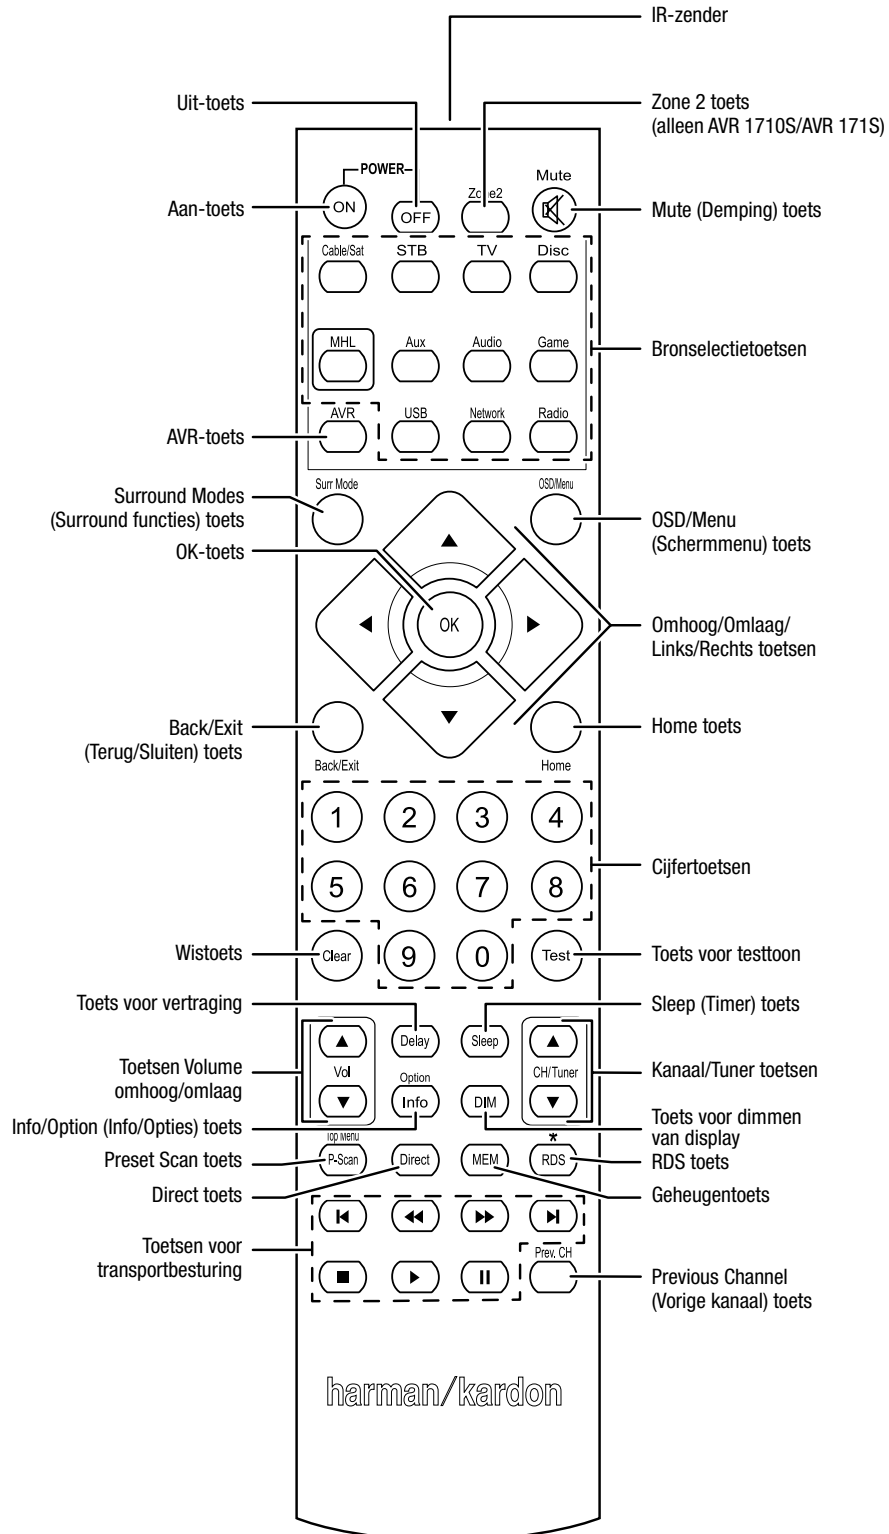 IR-zender
Uit-toets
Zone 2 toets
(alleen AVR 1710S/AVR 171S)
POWER
Mute
Zone2
Aan-toets
ON
OFF
Mute (Demping) toets
Cable/Sat
STB
TV
Disc
MHL
Aux
Audio
Game
Bronselectietoetsen
AVR
USB
Network
Radio
AVR-toets
Surr Mode
OSD/Menu
Surround Modes
(Surround functies) toets
OSD/Menu
(Schermmenu) toets
OK-toets
OK
Omhoog/Omlaag/
Links/Rechts toetsen
Back/Exit
(Terug/Sluiten) toets
Home toets
Back/Exit
Home
1
2
3
4
Cijfertoetsen
5
6
7
8
Wistoets
Clear
9
0
Test
Toets voor testtoon
Toets voor vertraging
Sleep (Timer) toets
Delay
Sleep
Toetsen Volume
omhoog/omlaag
Vol
CH/Tuner
Kanaal/Tuner toetsen
Option
Info
DIM
Info/Option (Info/Opties) toets
Toets voor dimmen
van display
Top Menu
*
Preset Scan toets
P-Scan
Direct
MEM
RDS
RDS toets
Direct toets
Geheugentoets
Toetsen voor
transportbesturing
Prev. CH
Previous Channel
(Vorige kanaal) toets
harman/kardon